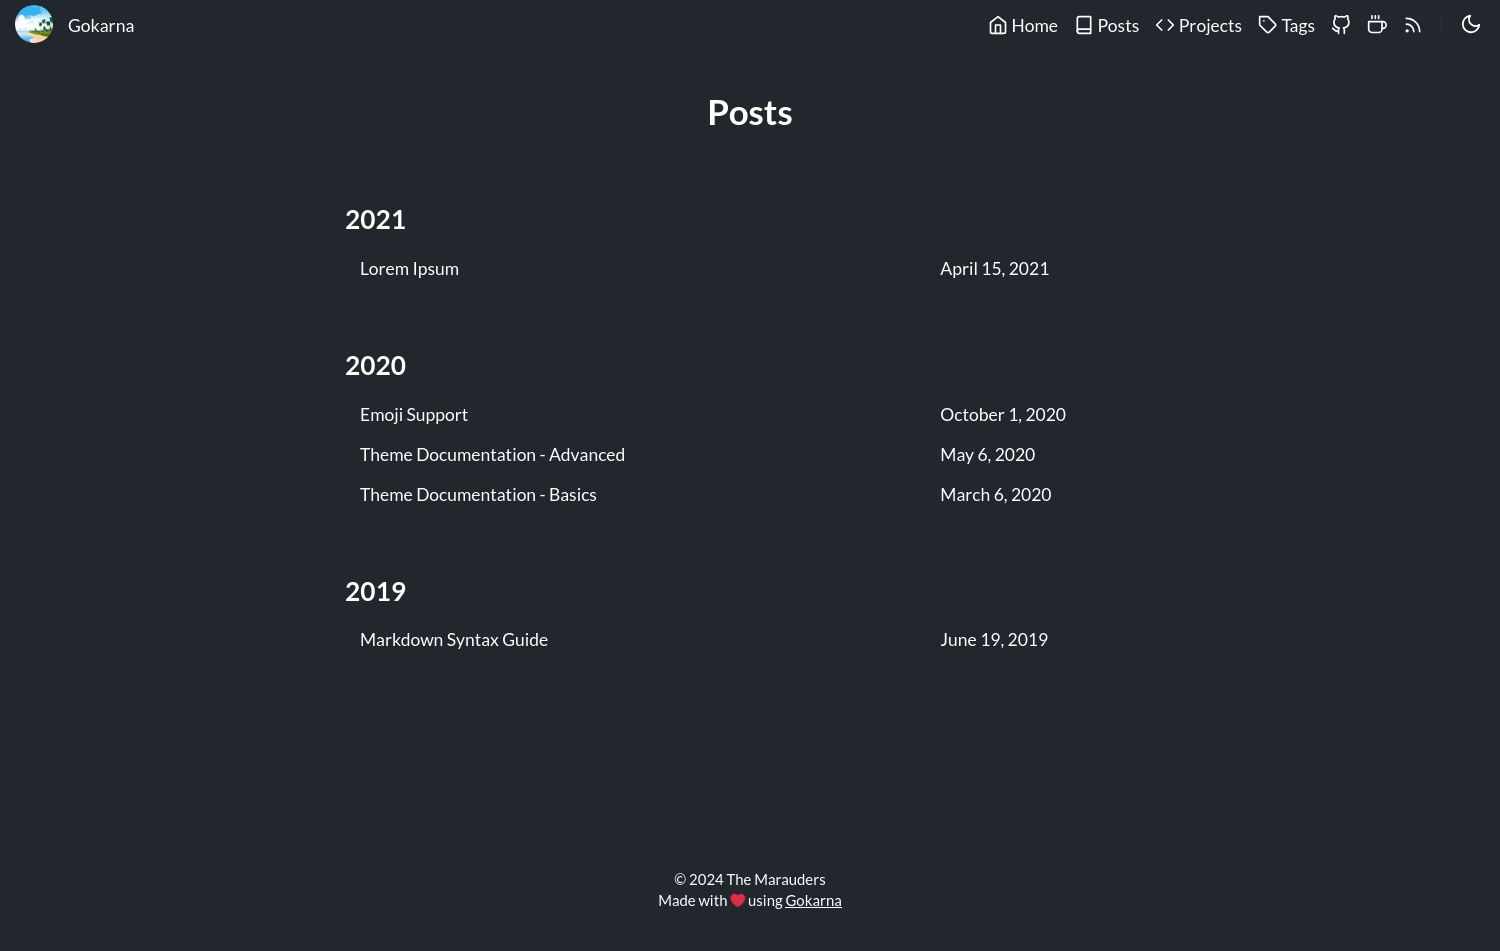 Gokarna
Home Posts Projects Tags
Posts
2021
Lorem Ipsum April 15, 2021
2020
Emoji Support October 1, 2020
Theme Documentation - Advanced May 6, 2020
Theme Documentation - Basics March 6, 2020
2019
Markdown Syntax Guide June 19, 2019
© 2024 The Marauders
Made with ❤️ using Gokarna